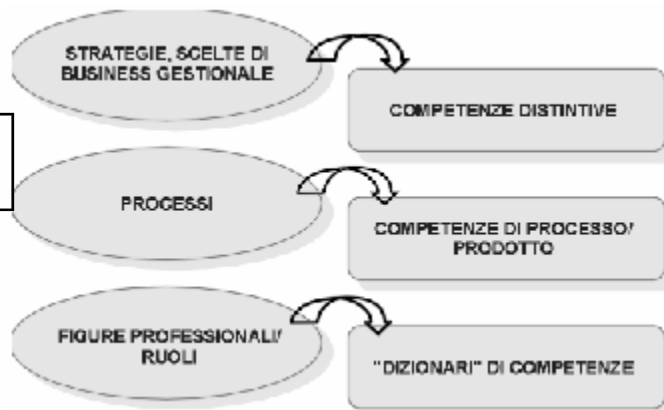 STRATEGIE, SCELTE DI
BUSINESS GESTIONALE
COMPETENZE DISTINTIVE
PROCESSI
COMPETENZE DI PROCESSO/
PRODOTTO
FIGURE PROFESSIONALI/
RUOLI
"DIZIONARI" DI COMPETENZE